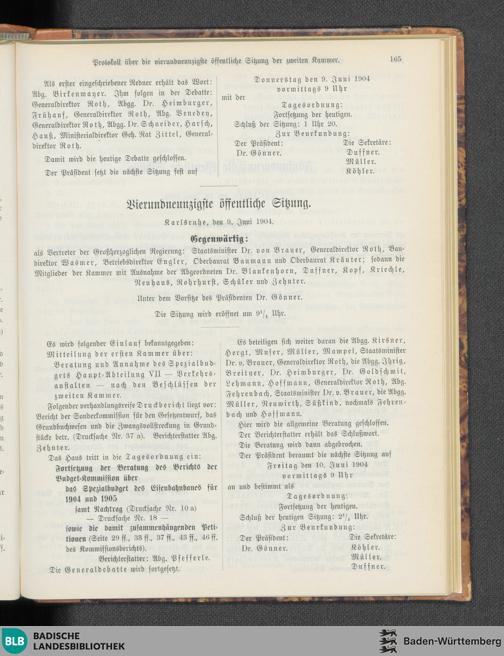 Protokoll über die vierundneunzigste öffentliche Sitzung der zweiten Kammer. 165
Als erster eingeschriebener Redner erhält das Wort:
Abg. Birkenmayer. Ihm folgen in der Debatte:
Generaldirektor Roth, Abgg. Dr. Heimburger,
Frühauf, Generaldirektor Roth, Abg. Venedey,
Generaldirektor Roth, Abgg. Dr. Schneider, Harsch,
Hauß, Ministerialdirektor Geh. Rat Zittel, General-
direktor Roth.
Damit wird die heutige Debatte geschlossen.
Der Präsident setzt die nächste Sitzung fest auf
Donnerstag den 9. Juni 1904
vormittags 9 Uhr
mit der
Tagesordnung:
Fortsetzung der heutigen.
Schluß der Sitzung: 1 Uhr 20.
Zur Beurkundung:
Der Präsident: Die Sekretäre:
Dr. Gönner. Duffner.
Müller.
Köhler.
Vierundneunzigste öffentliche Sitzung.
Karlsruhe, den 9. Juni 1904.
Gegenwärtig:
als Vertreter der Großherzoglichen Regierung: Staatsminister Dr. von Brauer, Generaldirektor Roth, Bau-
direktor Wasmer, Betriebsdirektor Engler, Oberbaurat Baumann und Oberbaurat Kräuter; sodann die
Mitglieder der Kammer mit Ausnahme der Abgeordneten Dr. Blankenhorn, Duffner, Kopf, Kriechle,
Neuhaus, Rohrhurst, Schüler und Zehnter.
Unter dem Vorsitze des Präsidenten Dr. Gönner.
Die Sitzung wird eröffnet um 9¼ Uhr.
Es wird folgender Einlauf bekanntgegeben:
Mitteilung der ersten Kammer über:
Beratung und Annahme des Spezialbud-
gets Haupt-Abteilung VII — Verkehrs-
anstalten — nach den Beschlüssen der
zweiten Kammer.
Folgender verhandlungsreife Druckbericht liegt vor:
Bericht der Sonderkommission für den Gesetzentwurf, das
Grundbuchwesen und die Zwangsvollstreckung in Grund-
stücke betr. (Drucksache Nr. 37 a). Berichterstatter Abg.
Zehnter.
Das Haus tritt in die Tagesordnung ein:
Fortsetzung der Beratung des Berichts der
Budget-Kommission über
das Spezialbudget des Eisenbahnbaues für
1904 und 1905
samt Nachtrag (Drucksache Nr. 10 a)
— Drucksache Nr. 18 —
sowie die damit zusammenhängenden Peti-
tionen (Seite 29 ff., 33 ff., 37 ff., 43 ff., 46 ff.
des Kommissionsberichts).
Berichterstatter: Abg. Pfefferle.
Die Generaldebatte wird fortgesetzt.
Es beteiligen sich weiter daran die Abgg. Kirsner,
Hergt, Muser, Müller, Mampel, Staatsminister
Dr. v. Brauer, Generaldirektor Roth, die Abgg. Ihrig,
Breitner, Dr. Heimburger, Dr. Goldschmit,
Lehmann, Hoffmann, Generaldirektor Roth, Abg.
Fehrenbach, Staatsminister Dr. v. Brauer, die Abgg.
Müller, Neuwirth, Süßkind, nochmals Fehren-
bach und Hoffmann.
Hier wird die allgemeine Beratung geschlossen.
Der Berichterstatter erhält das Schlußwort.
Die Beratung wird dann abgebrochen.
Der Präsident beraumt die nächste Sitzung auf
Freitag den 10. Juni 1904
vormittags 9 Uhr
an und bestimmt als
Tagesordnung:
Fortsetzung der heutigen.
Schluß der heutigen Sitzung: 2¼ Uhr.
Zur Beurkundung:
Der Präsident: Die Sekretäre:
Dr. Gönner. Köhler.
Müller.
Duffner.
BLB BADISCHE
LANDESBIBLIOTHEK
Baden-Württemberg